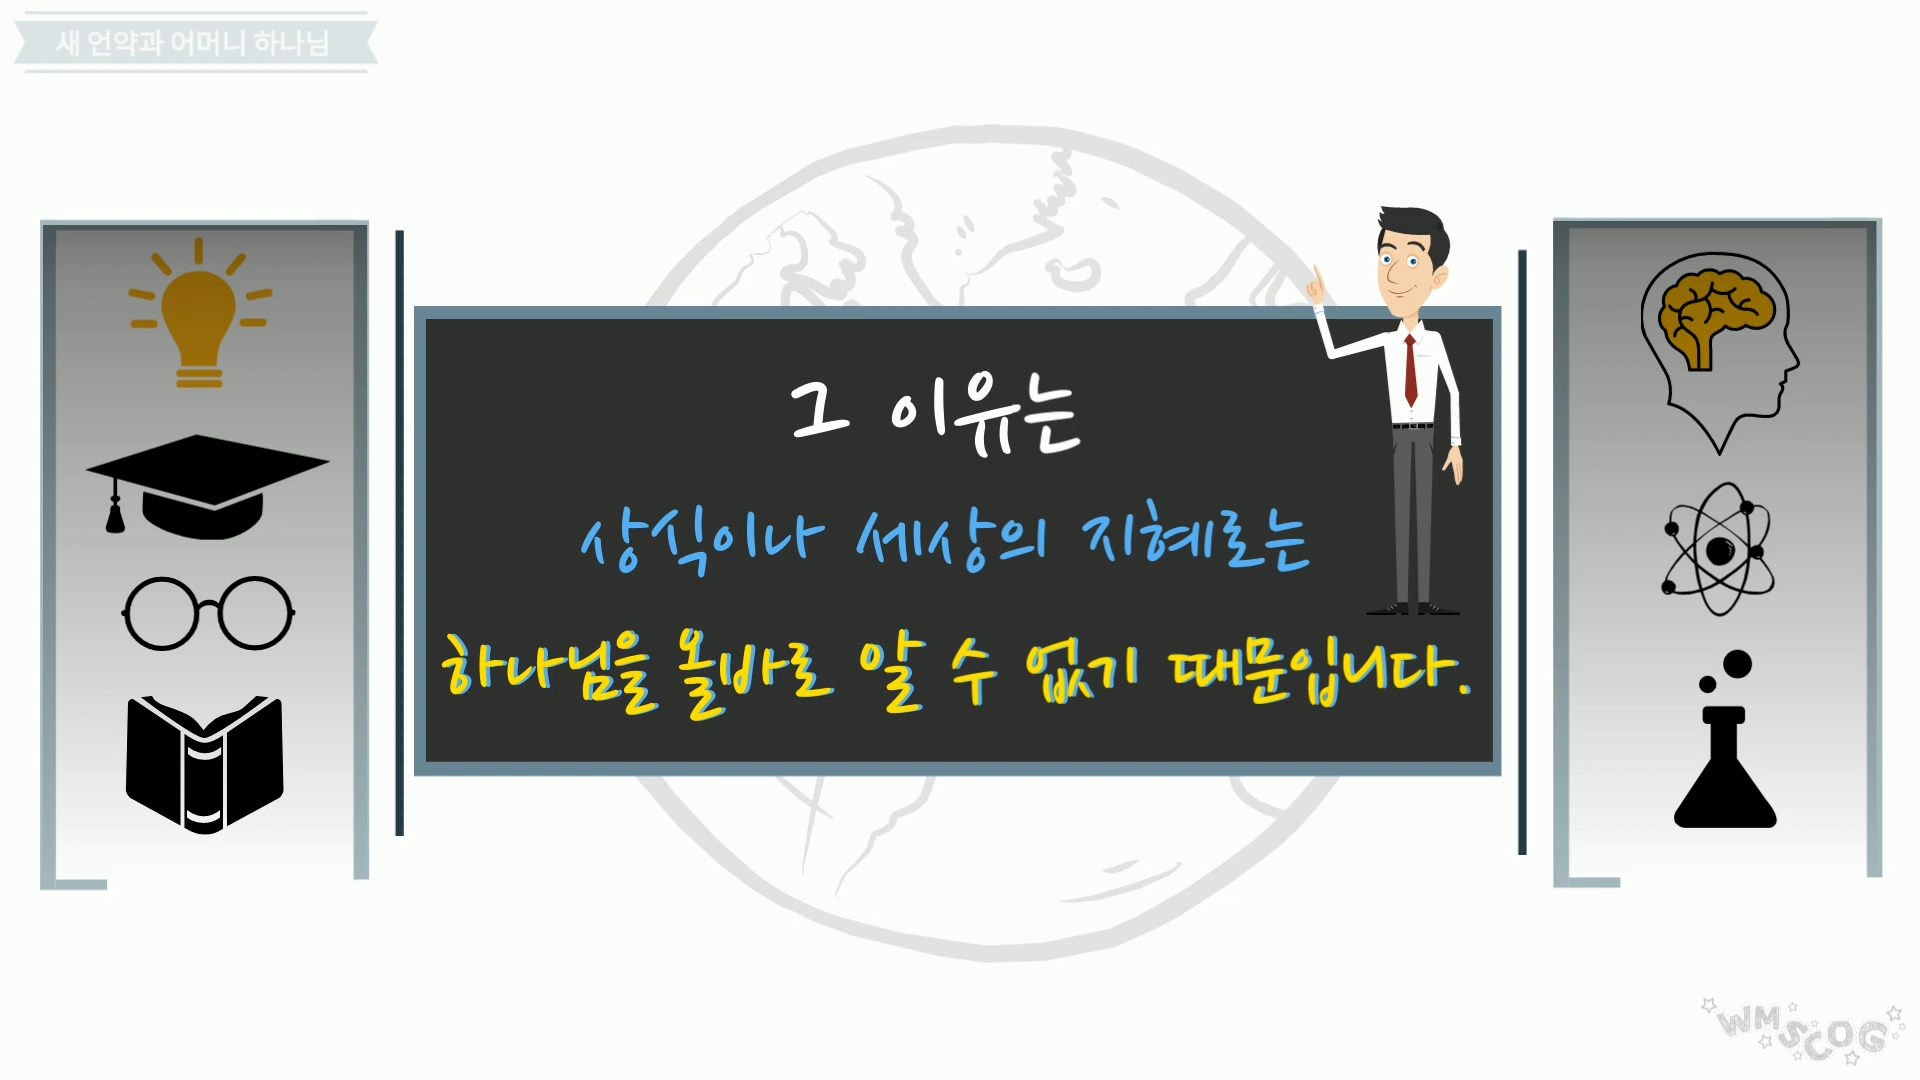 새 언약과 어머니 하나님
그 이유는
상식이나 세상의 지혜로는
하나님을 올바로 알 수 없기 때문입니다.
WMSCOG